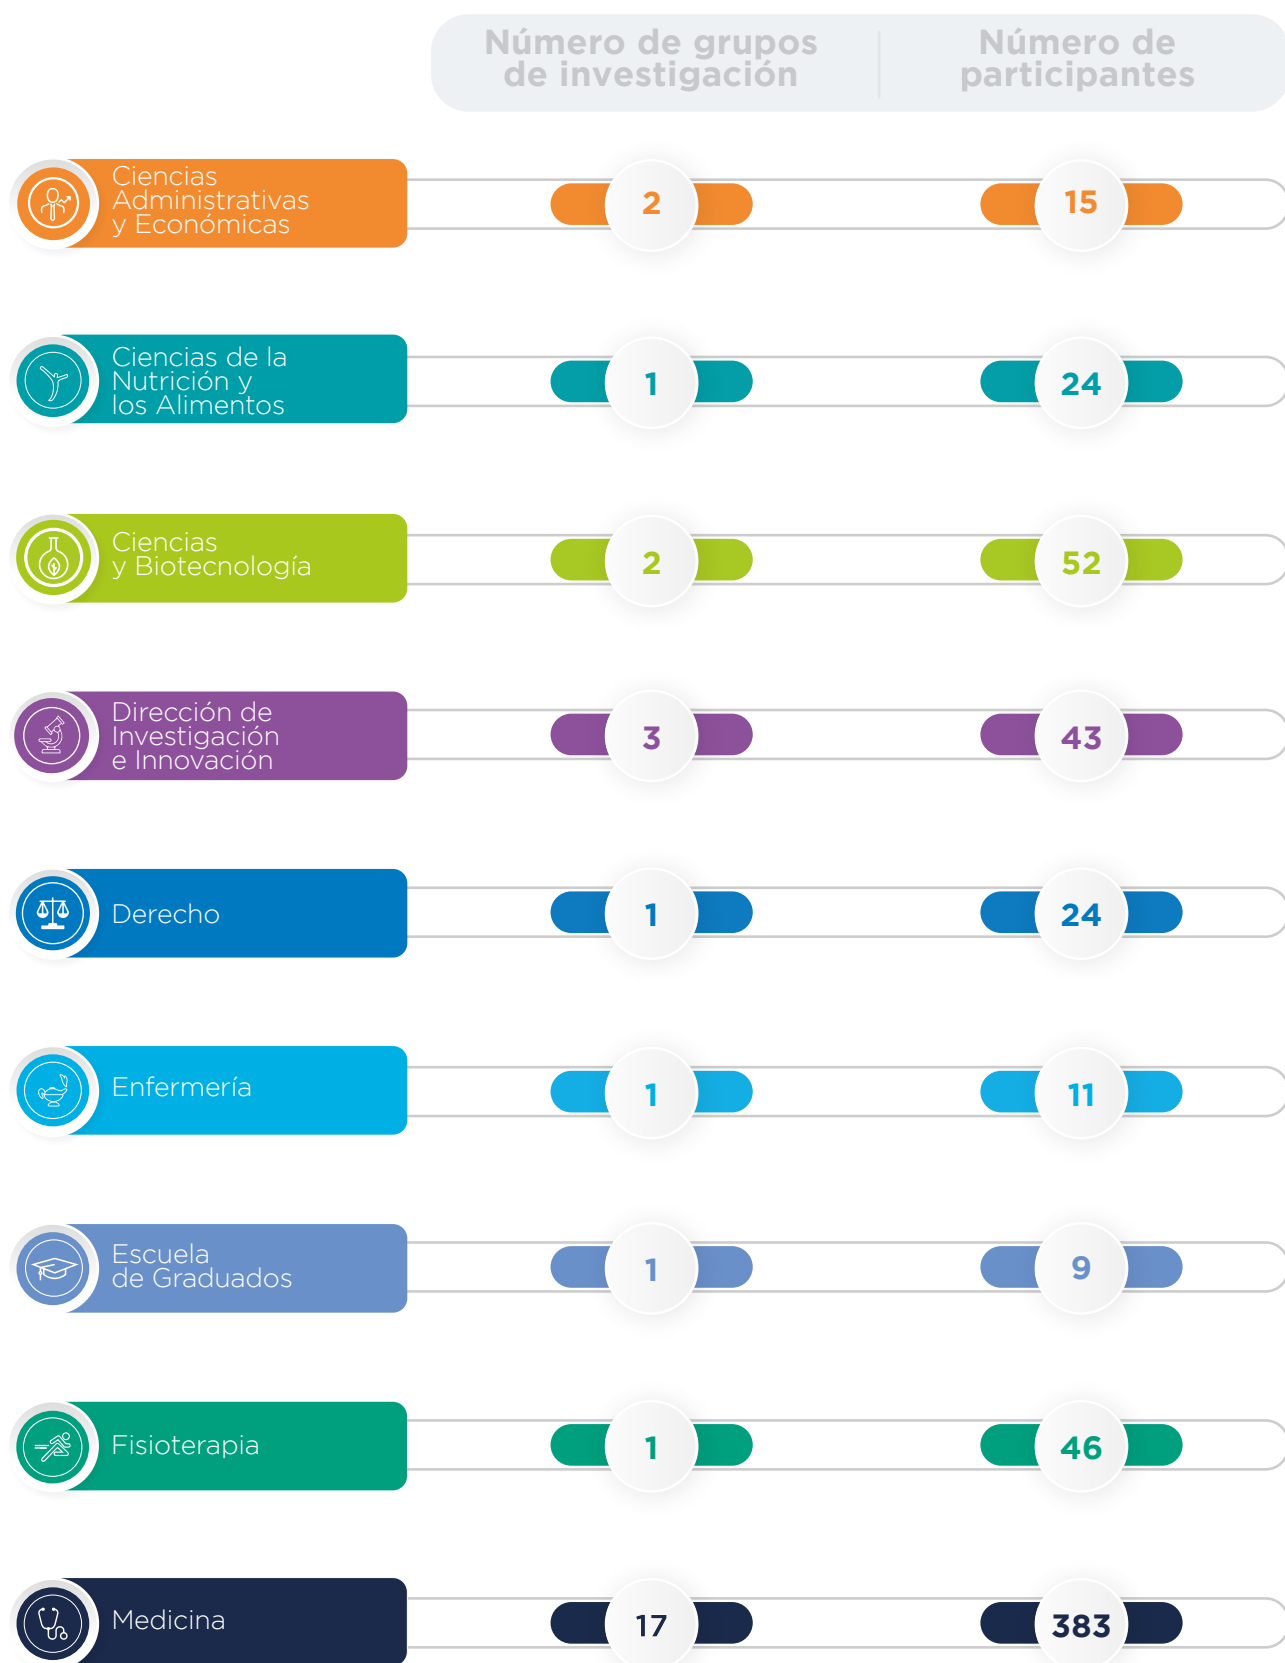 Número de grupos
de investigación
Número de
participantes
Ciencias
Administrativas
y Económicas
2
15
Ciencias de la
Nutrición y
los Alimentos
1
24
Ciencias
y Biotecnología
2
52
Dirección de
Investigación
e Innovación
3
43
Derecho
1
24
Enfermería
1
11
Escuela
de Graduados
1
9
Fisioterapia
1
46
Medicina
17
383